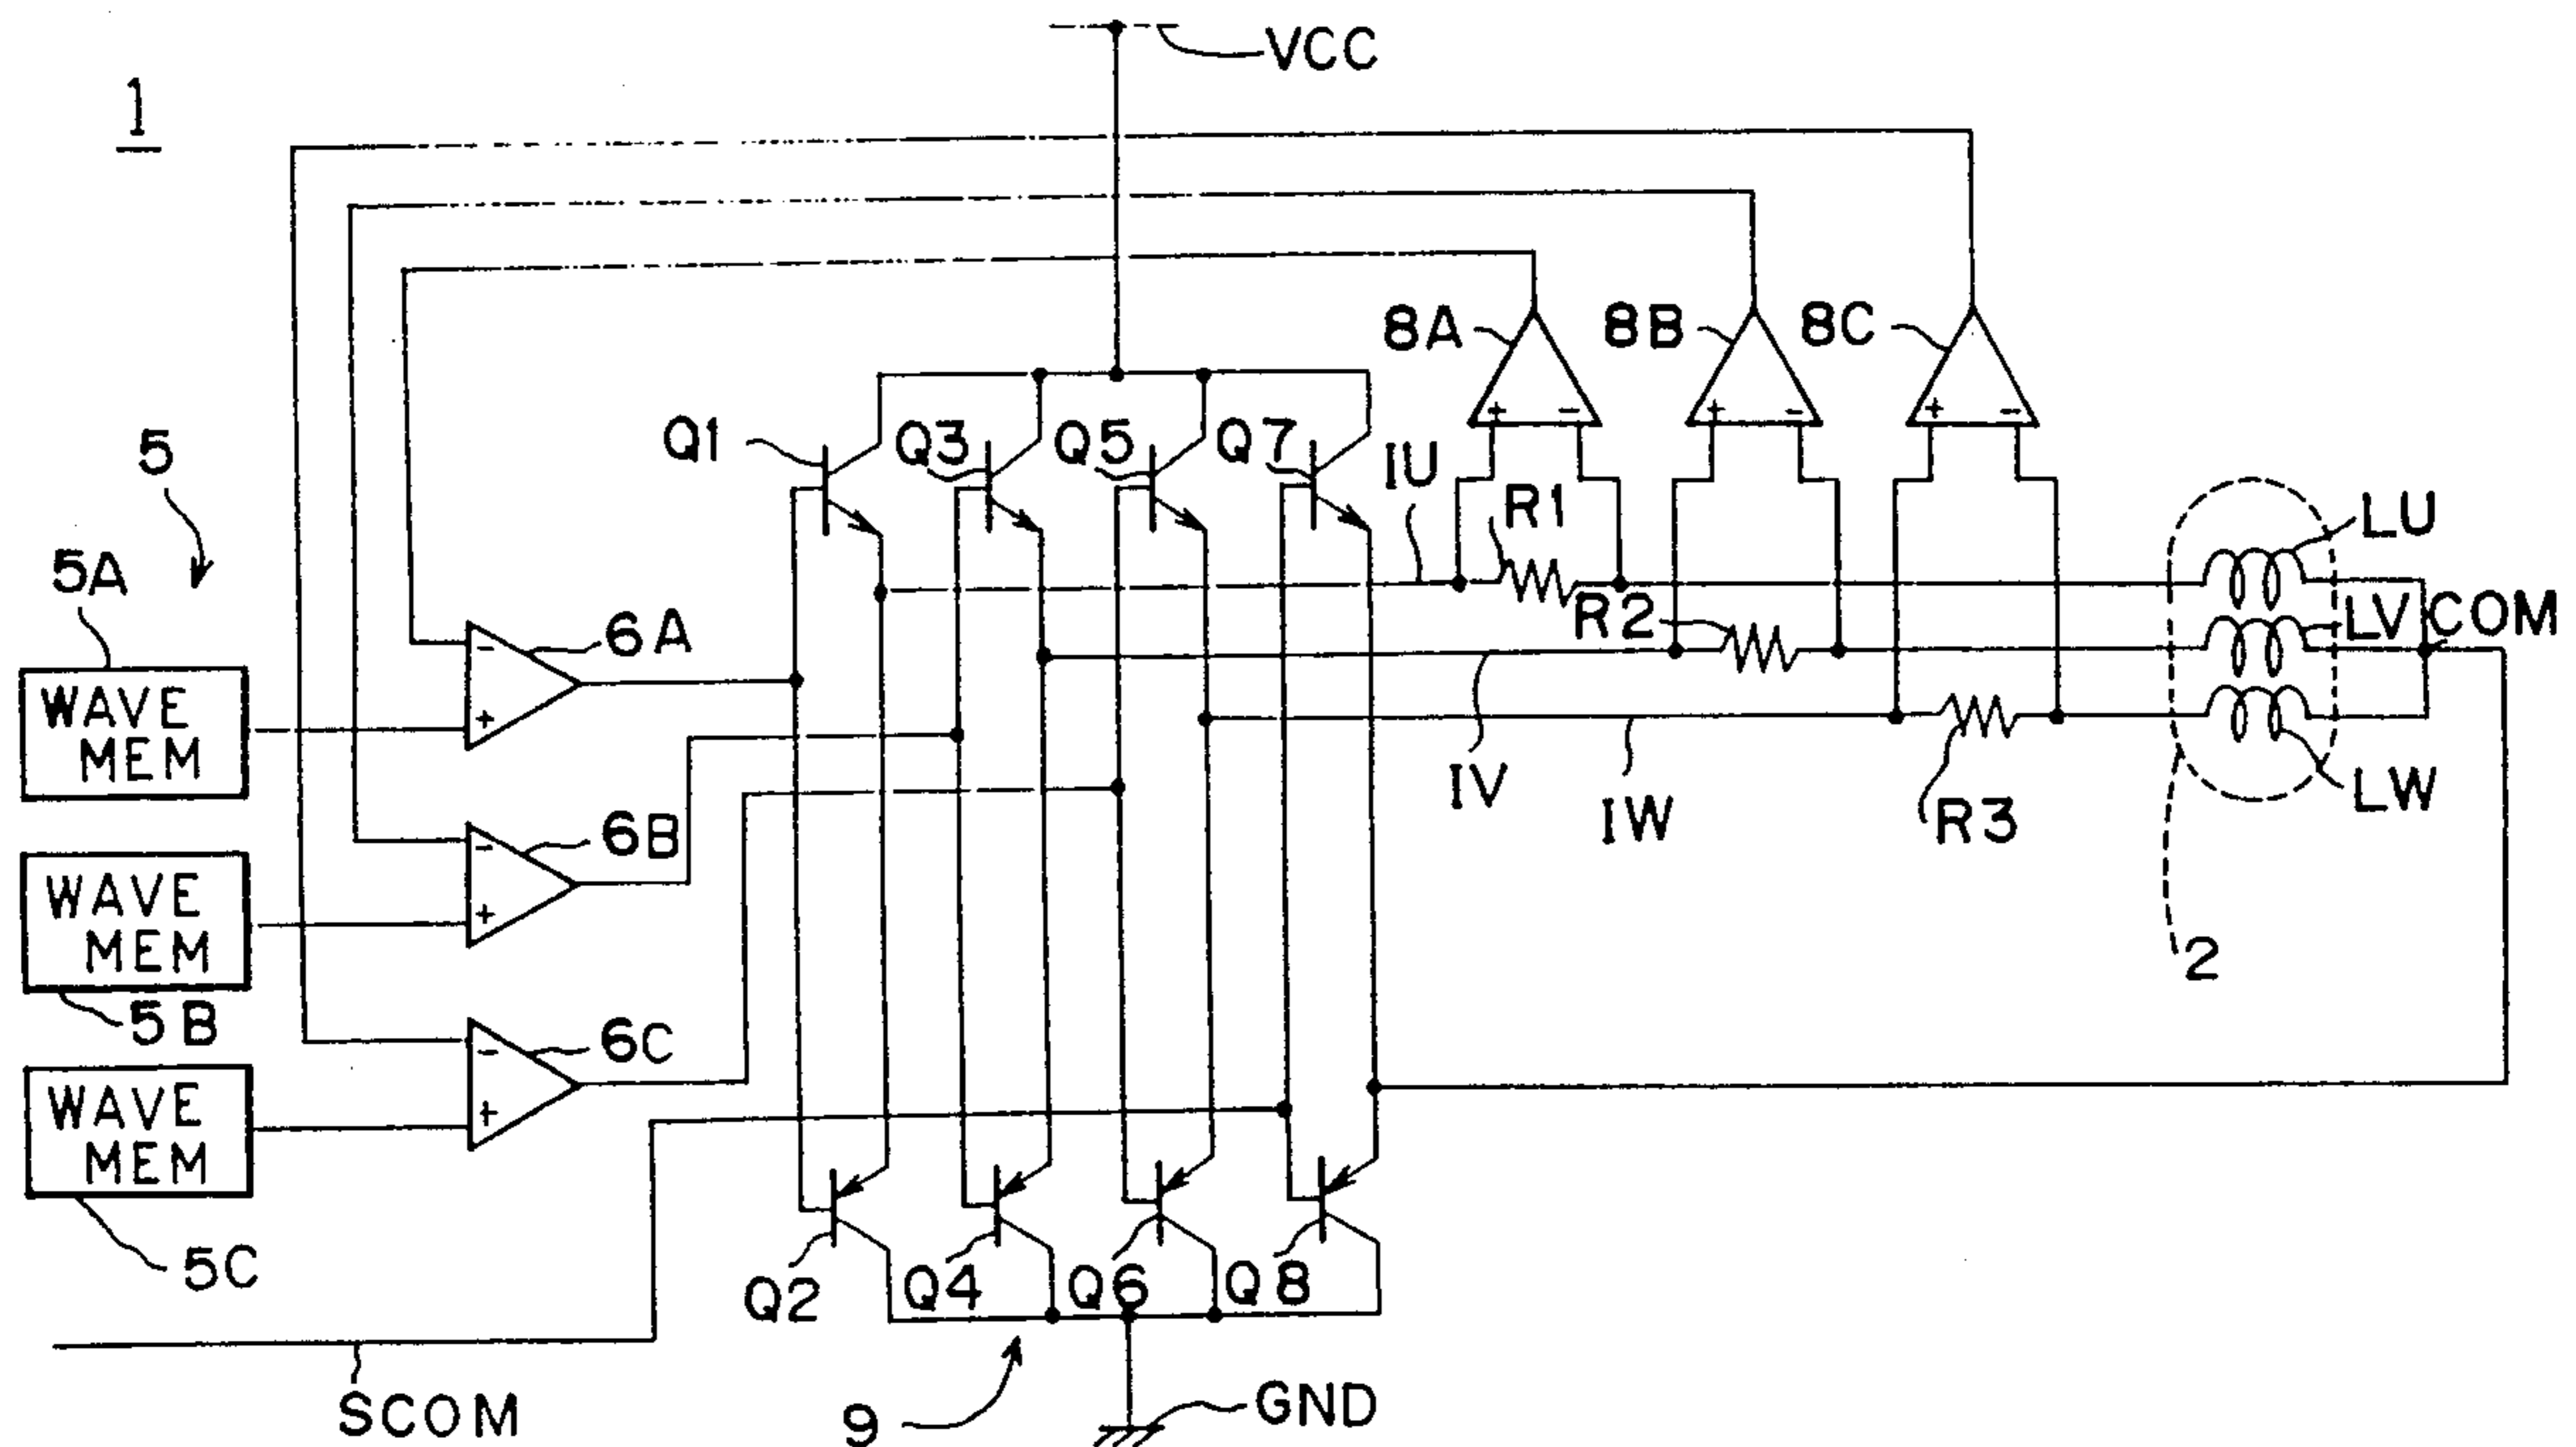 1
VCC
8A
8B
8C
Q1
Q3
Q5
Q7
IU
R1
LU
5
5A
WAVE
MEM
6A
R2
LV
COM
IV
IW
R3
LW
6B
WAVE
MEM
5B
2
6C
WAVE
MEM
5C
Q2
Q4
Q6
Q8
SCOM
9
GND
- + - + - +
+ - + - + -